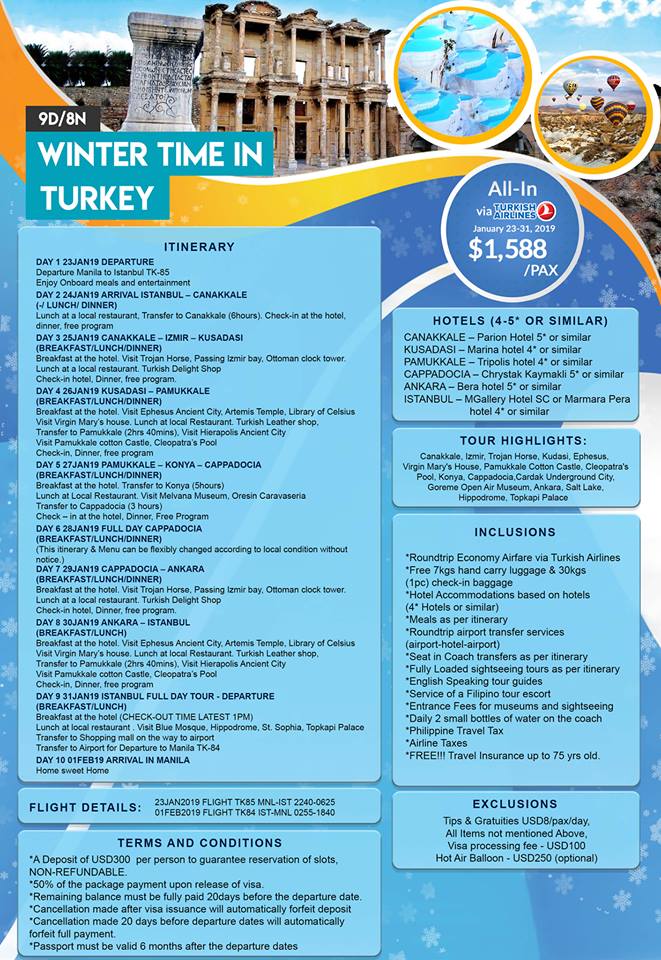 9D/8N
WINTER TIME IN
TURKEY
All-In
via TURKISH AIRLINES
January 23-31, 2019
$1,588
/PAX
ITINERARY
DAY 1 23JAN19 DEPARTURE
Departure Manila to Istanbul TK-85
Enjoy Onboard meals and entertainment
DAY 2 24JAN19 ARRIVAL ISTANBUL – CANAKKALE
(-/ LUNCH/ DINNER)
Lunch at a local restaurant, Transfer to Canakkale (6hours). Check-in at the hotel,
dinner, free program
DAY 3 25JAN19 CANAKKALE – IZMIR – KUSADASI
(BREAKFAST/LUNCH/DINNER)
Breakfast at the hotel. Visit Trojan Horse, Passing Izmir bay, Ottoman clock tower.
Lunch at a local restaurant. Turkish Delight Shop
Check-in hotel, Dinner, free program.
DAY 4 26JAN19 KUSADASI – PAMUKKALE
(BREAKFAST/LUNCH/DINNER)
Breakfast at the hotel. Visit Ephesus Ancient City, Artemis Temple, Library of Celsius
Visit Virgin Mary's house. Lunch at local Restaurant. Turkish Leather shop,
Transfer to Pamukkale (2hrs 40mins), Visit Hierapolis Ancient City
Visit Pamukkale cotton Castle, Cleopatra's Pool
Check-in, Dinner, free program
DAY 5 27JAN19 PAMUKKALE – KONYA – CAPPADOCIA
(BREAKFAST/LUNCH/DINNER)
Breakfast at the hotel. Transfer to Konya (5hours)
Lunch at Local Restaurant. Visit Melvana Museum, Oresin Caravaseria
Transfer to Cappadocia (3 hours)
Check – in at the hotel, Dinner, Free Program
DAY 6 28JAN19 FULL DAY CAPPADOCIA
(BREAKFAST/LUNCH/DINNER)
(This itinerary & Menu can be flexibly changed according to local condition without
notice.)
DAY 7 29JAN19 CAPPADOCIA – ANKARA
(BREAKFAST/LUNCH/DINNER)
Breakfast at the hotel. Visit Trojan Horse, Passing Izmir bay, Ottoman clock tower.
Lunch at a local restaurant. Turkish Delight Shop
Check-in hotel, Dinner, free program.
DAY 8 30JAN19 ANKARA – ISTANBUL
(BREAKFAST/LUNCH)
Breakfast at the hotel. Visit Ephesus Ancient City, Artemis Temple, Library of Celsius
Visit Virgin Mary's house. Lunch at local Restaurant. Turkish Leather shop,
Transfer to Pamukkale (2hrs 40mins), Visit Hierapolis Ancient City
Visit Pamukkale cotton Castle, Cleopatra's Pool
Check-in, Dinner, free program
DAY 9 31JAN19 ISTANBUL FULL DAY TOUR - DEPARTURE
(BREAKFAST/LUNCH)
Breakfast at the hotel (CHECK-OUT TIME LATEST 1PM)
Lunch at local restaurant . Visit Blue Mosque, Hippodrome, St. Sophia, Topkapi Palace
Transfer to Shopping mall on the way to airport
Transfer to Airport for Departure to Manila TK-84
DAY 10 01FEB19 ARRIVAL IN MANILA
Home sweet Home
FLIGHT DETAILS:
23JAN2019 FLIGHT TK85 MNL-IST 2240-0625
01FEB2019 FLIGHT TK84 IST-MNL 0255-1840
TERMS AND CONDITIONS
*A Deposit of USD300 per person to guarantee reservation of slots,
NON-REFUNDABLE.
*50% of the package payment upon release of visa.
*Remaining balance must be fully paid 20days before the departure date.
*Cancellation made after visa issuance will automatically forfeit deposit
*Cancellation made 20 days before departure dates will automatically
forfeit full payment.
*Passport must be valid 6 months after the departure dates
HOTELS (4-5* OR SIMILAR)
CANAKKALE – Parion Hotel 5* or similar
KUSADASI – Marina hotel 4* or similar
PAMUKKALE – Tripolis hotel 4* or similar
CAPPADOCIA – Chrystak Kaymakli 5* or similar
ANKARA – Bera hotel 5* or similar
ISTANBUL – MGallery Hotel SC or Marmara Pera
hotel 4* or similar
TOUR HIGHLIGHTS:
Canakkale, Izmir, Trojan Horse, Kudasi, Ephesus,
Virgin Mary's House, Pamukkale Cotton Castle, Cleopatra's
Pool, Konya, Cappadocia,Cardak Underground City,
Goreme Open Air Museum, Ankara, Salt Lake,
Hippodrome, Topkapi Palace
INCLUSIONS
*Roundtrip Economy Airfare via Turkish Airlines
*Free 7kgs hand carry luggage & 30kgs
(1pc) check-in baggage
*Hotel Accommodations based on hotels
(4* Hotels or similar)
*Meals as per itinerary
*Roundtrip airport transfer services
(airport-hotel-airport)
*Seat in Coach transfers as per itinerary
*Fully Loaded sightseeing tours as per itinerary
*English Speaking tour guides
*Service of a Filipino tour escort
*Entrance Fees for museums and sightseeing
*Daily 2 small bottles of water on the coach
*Philippine Travel Tax
*Airline Taxes
*FREE!!! Travel Insurance up to 75 yrs old.
EXCLUSIONS
Tips & Gratuities USD8/pax/day,
All Items not mentioned Above,
Visa processing fee - USD100
Hot Air Balloon - USD250 (optional)